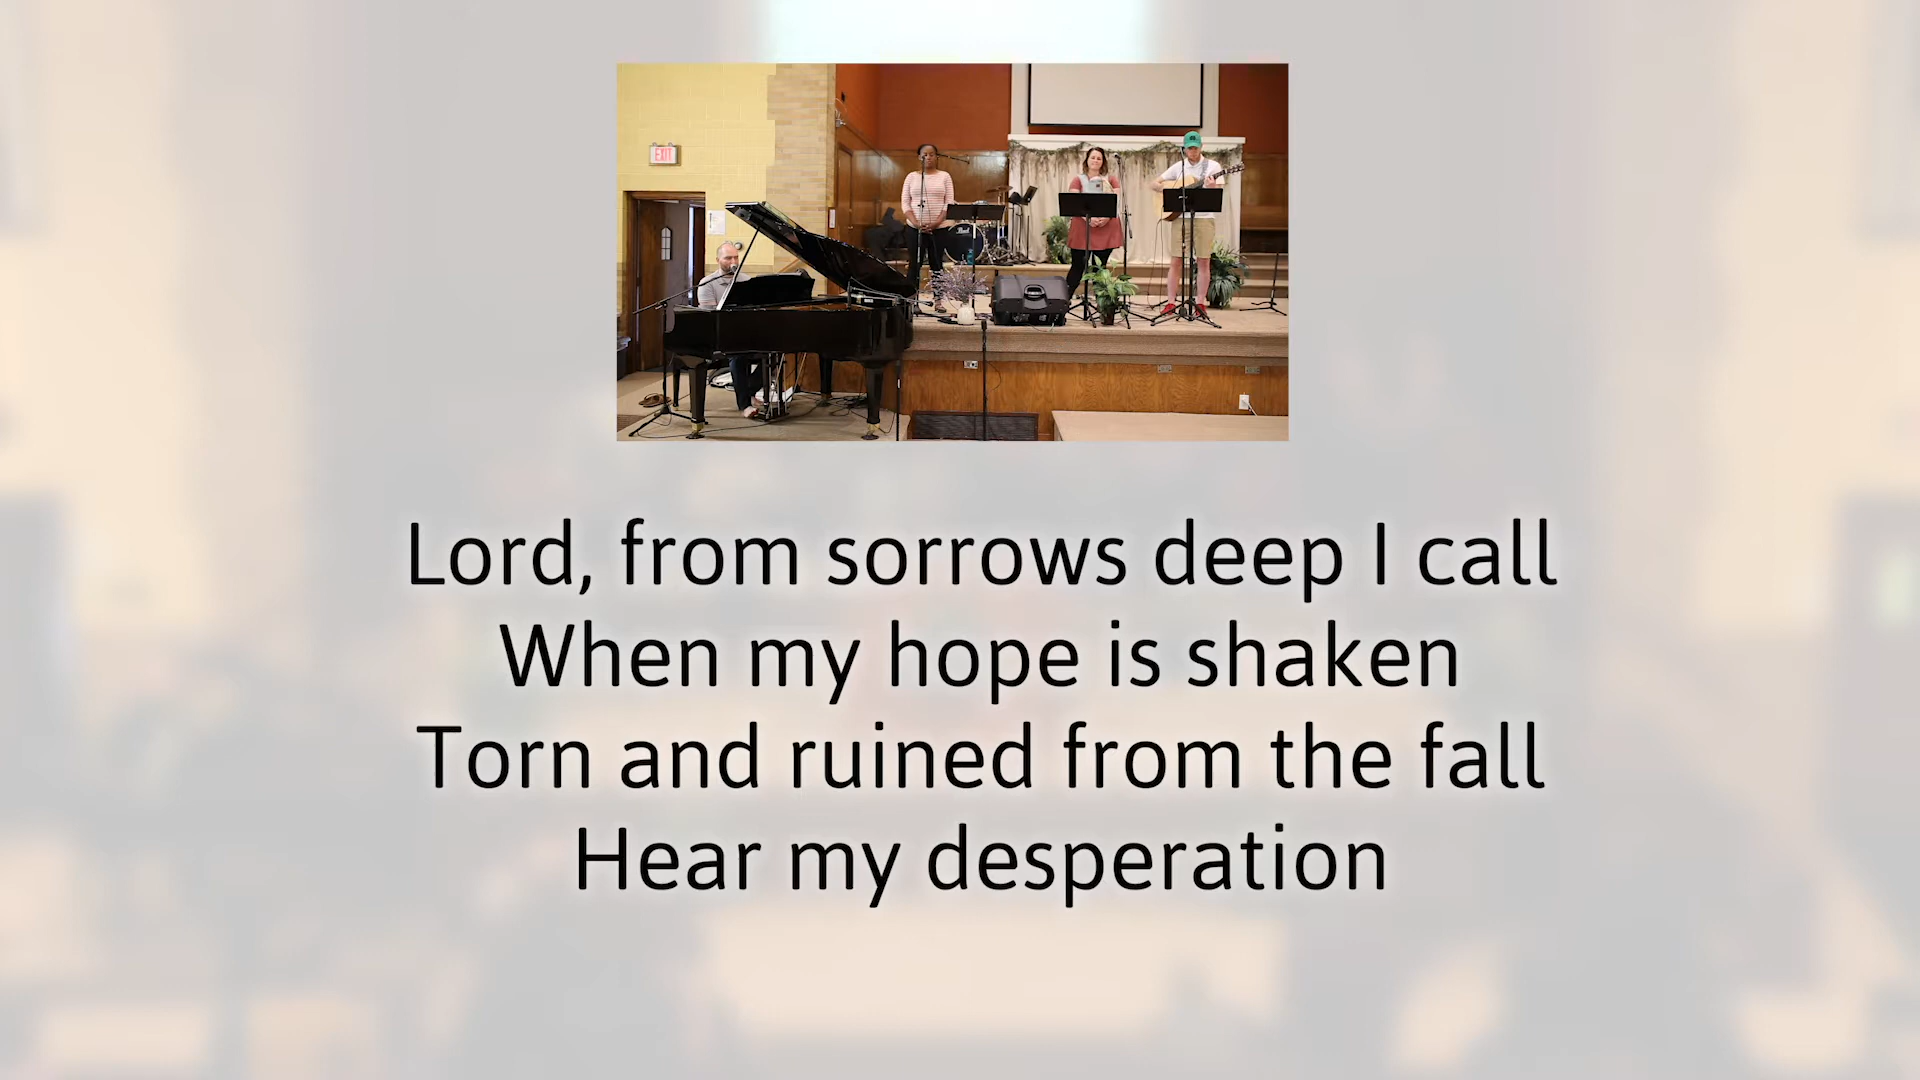 EXIT
Lord, from sorrows deep I call
When my hope is shaken
Torn and ruined from the fall
Hear my desperation